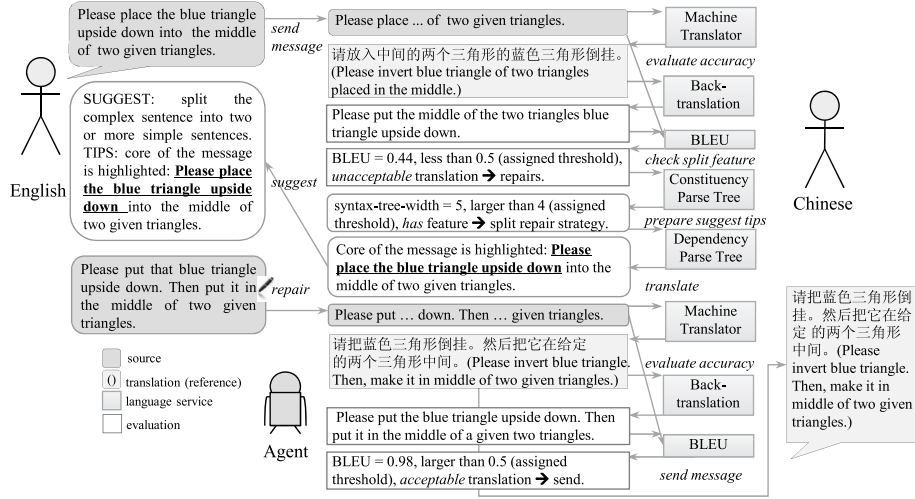 Please place the blue triangle
upside down into the middle
of two given triangles.
send
message
Please place ... of two given triangles.
Machine
Translator
请放入中间的两个三角形的蓝色三角形倒挂。
(Please invert blue triangle of two triangles
placed in the middle.)
evaluate accuracy
Back-
translation
Please put the middle of the two triangles blue
triangle upside down.
BLEU
BLEU = 0.44, less than 0.5 (assigned threshold),
unacceptable translation ➔ repairs.
check split feature
Constituency
Parse Tree
syntax-tree-width = 5, larger than 4 (assigned
threshold), has feature ➔ split repair strategy.
prepare suggest tips
Dependency
Parse Tree
Core of the message is highlighted: Please
place the blue triangle upside down into the
middle of two given triangles.
suggest
SUGGEST: split the
complex sentence into two
or more simple sentences.
TIPS: core of the message
is highlighted: Please place
the blue triangle upside
down into the middle of
two given triangles.
English
Chinese
Please put that blue triangle
upside down. Then put it in
the middle of two given
triangles.
repair
translate
Please put … down. Then … given triangles.
Machine
Translator
请把蓝色三角形倒挂。然后把它在给定
的两个三角形中间。(Please invert blue triangle.
Then, make it in middle of two given triangles.)
evaluate accuracy
Back-
translation
Please put the blue triangle upside down. Then
put it in the middle of a given two triangles.
BLEU
BLEU = 0.98, larger than 0.5 (assigned
threshold), acceptable translation ➔ send.
send message
请把蓝色三角形倒
挂。然后把它在给
定 的两个三角形
中间。(Please
invert blue triangle.
Then, make it in
middle of two given
triangles.)
source
() translation (reference)
language service
evaluation
Agent